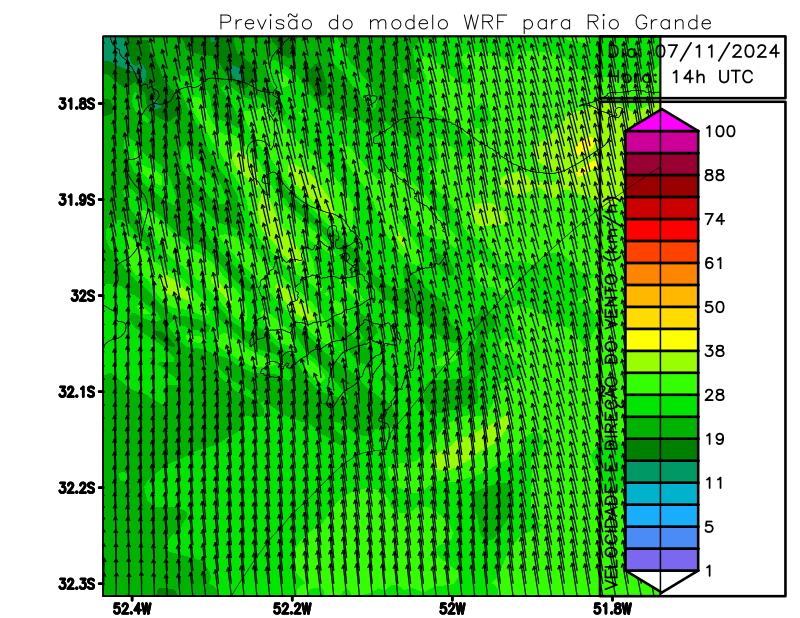 Previsão do modelo WRF para Rio Grande
Dia: 07/11/2024
Hora: 14h UTC
31.8S
31.9S
32S
32.1S
32.2S
32.3S
52.4W
52.2W
52W
51.8W
VELOCIDADE E DIREÇÃO DO VENTO (km/h)
100
88
74
61
50
38
28
19
11
5
1